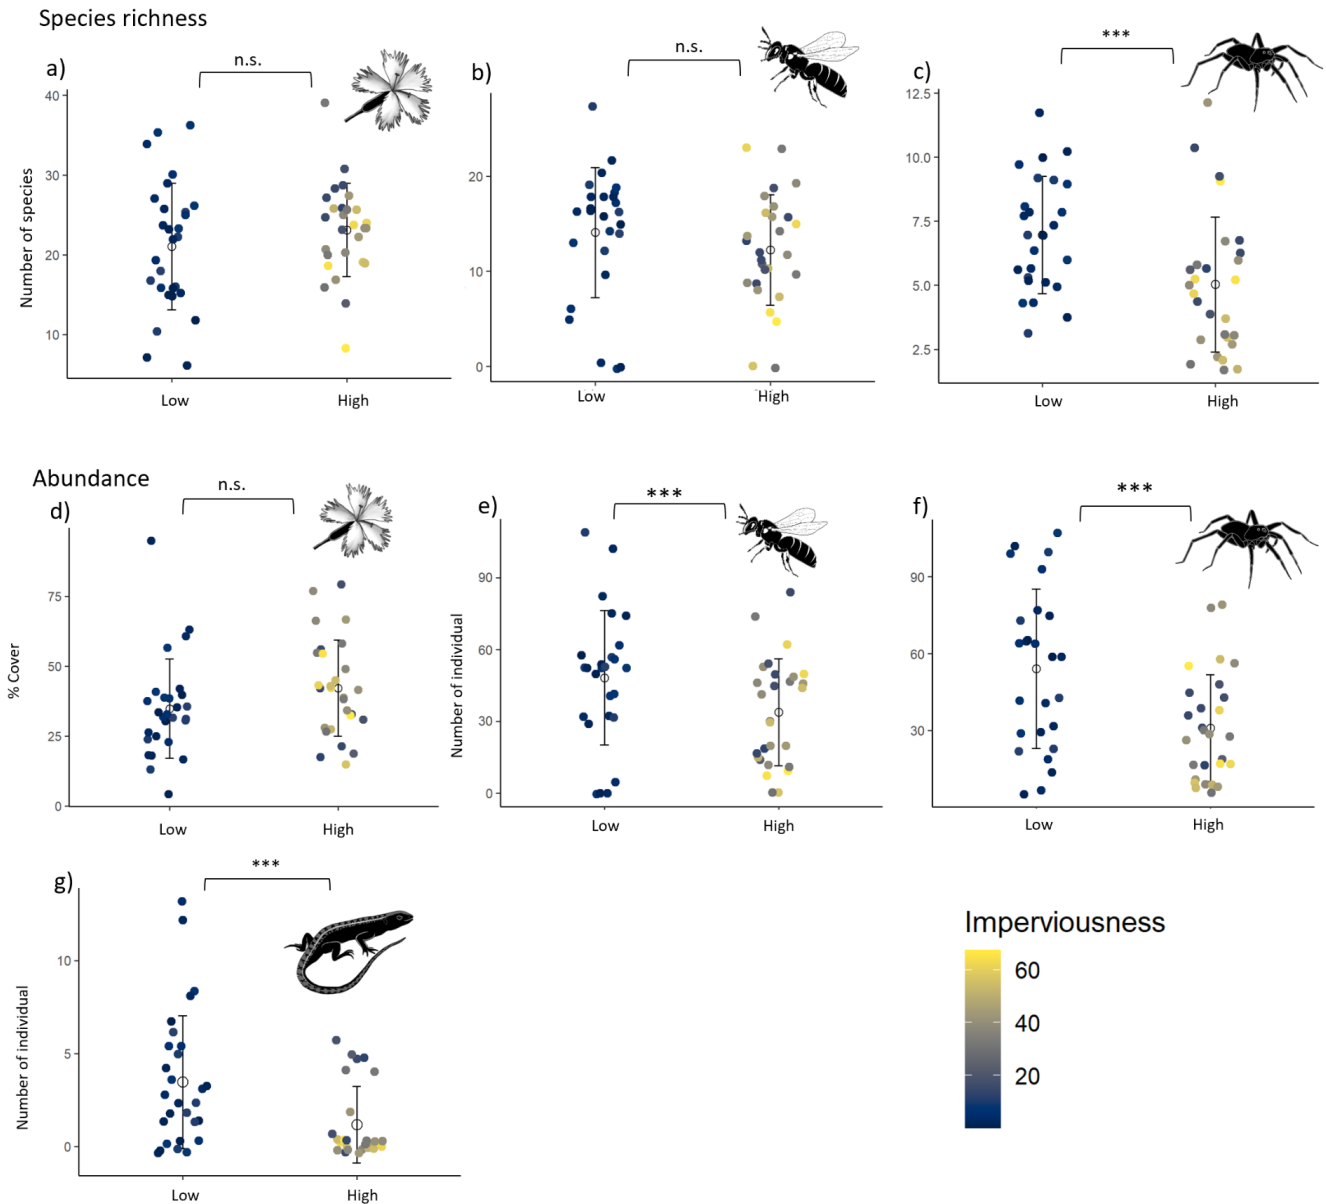 Species richness
a)
n.s.
b)
n.s.
c)
***
Number of species
40
30
20
10
Low
High
20
10
0
Low
High
12.5
10.0
7.5
5.0
2.5
Low
High
Abundance
d)
n.s.
e)
***
f)
***
% Cover
75
50
25
0
Low
High
Number of individual
90
60
30
0
Low
High
90
60
30
Low
High
g)
***
Number of individual
10
5
0
Low
High
Imperviousness
60
40
20